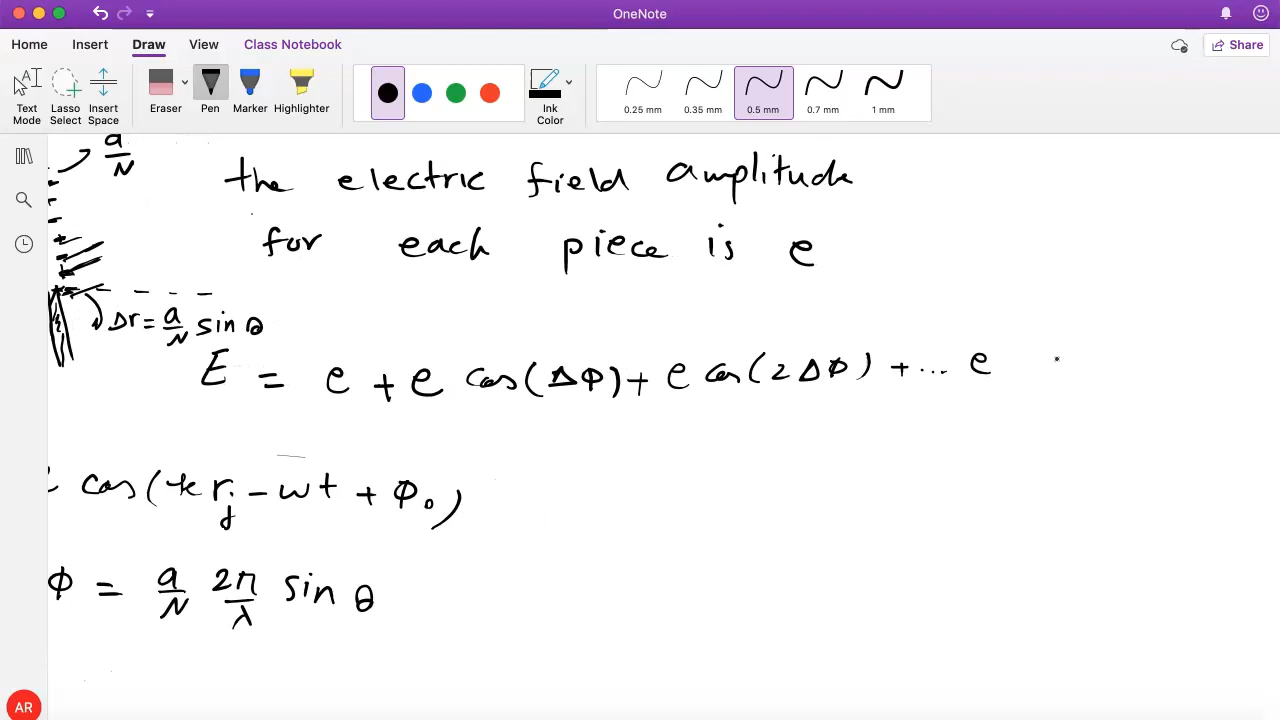 OneNote
Home Insert Draw View Class Notebook Share
Text Mode Lasso Select Insert Space Eraser Pen Marker Highlighter Ink Color 0.25 mm 0.35 mm 0.5 mm 0.7 mm 1 mm
a/N
the electric field amplitude
for each piece is e
Δr = a/N sin θ
E = e + e cos(Δφ) + e cos(2Δφ) + ... e
cos(k rⱼ - ωt + φ₀)
φ = a/N 2π/λ sin θ
AR